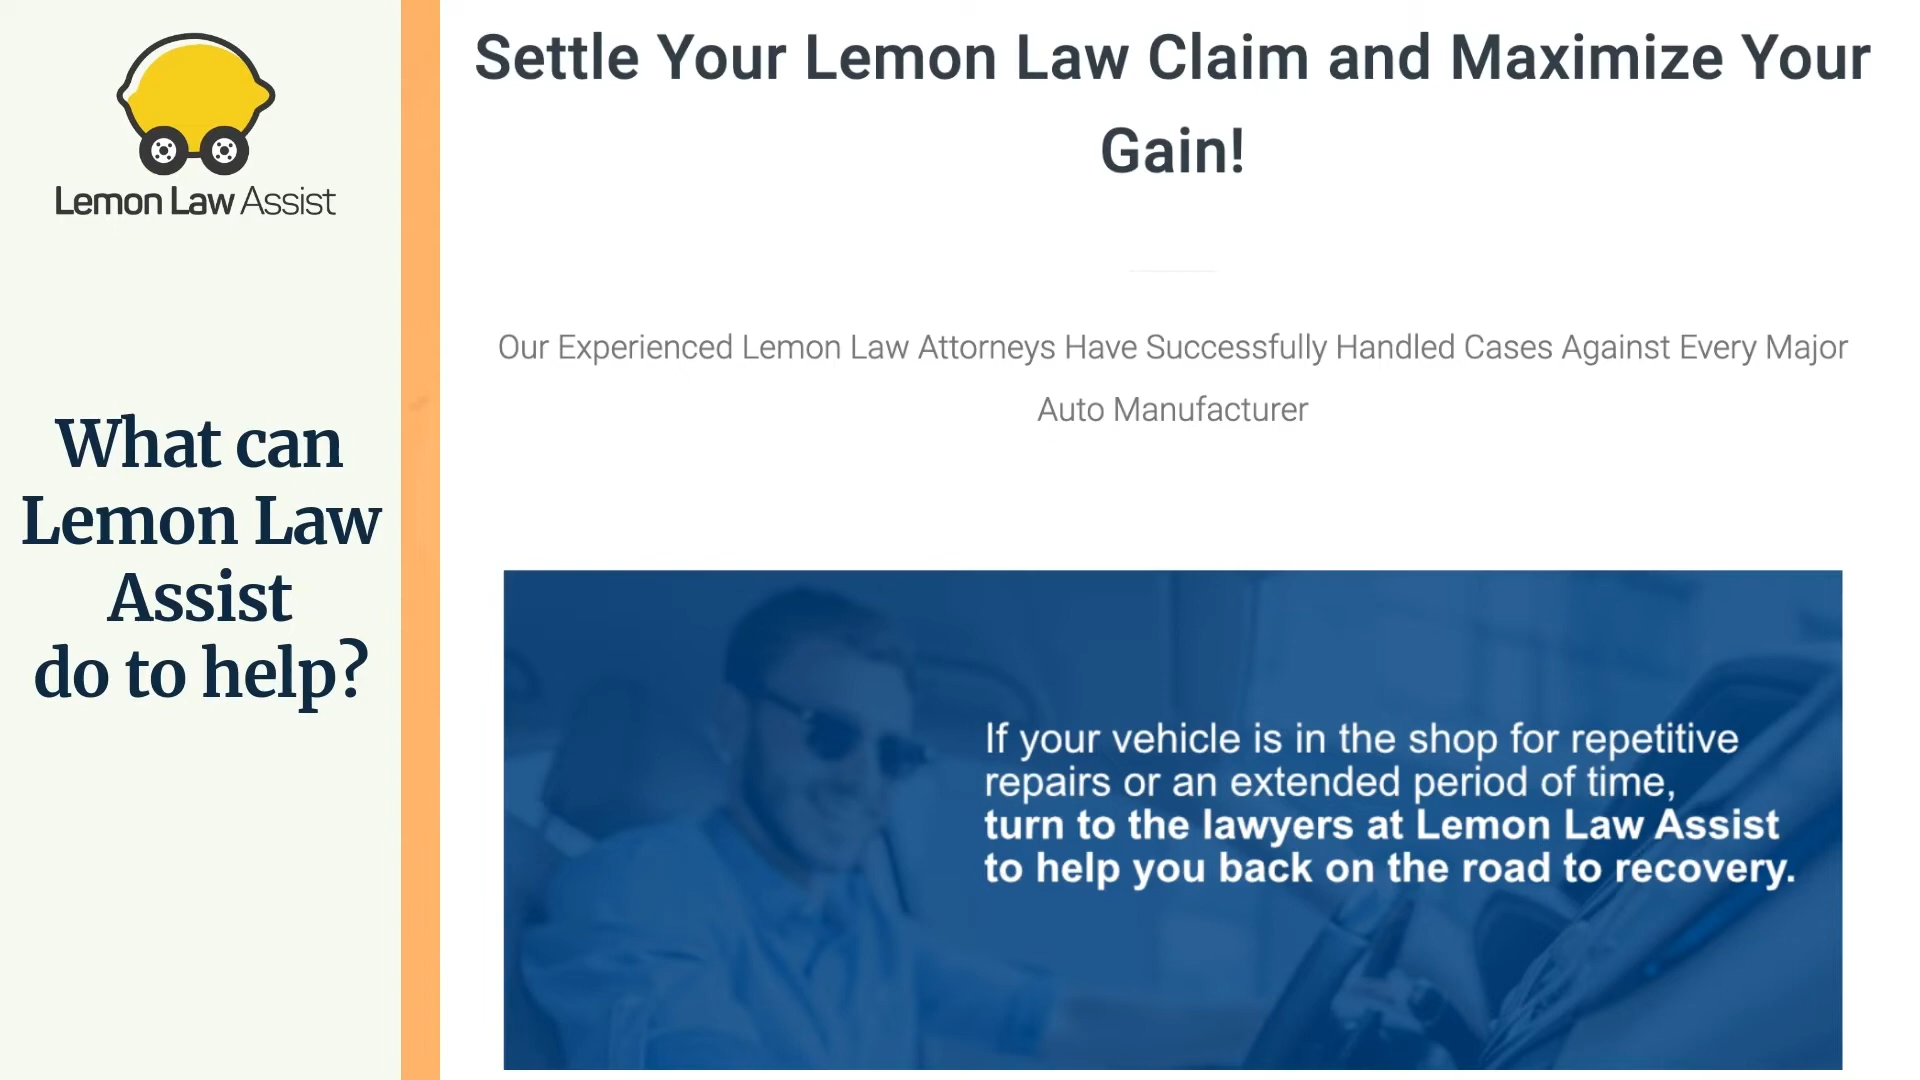 Lemon Law Assist
What can
Lemon Law
Assist
do to help?
Settle Your Lemon Law Claim and Maximize Your
Gain!
Our Experienced Lemon Law Attorneys Have Successfully Handled Cases Against Every Major
Auto Manufacturer
If your vehicle is in the shop for repetitive
repairs or an extended period of time,
turn to the lawyers at Lemon Law Assist
to help you back on the road to recovery.